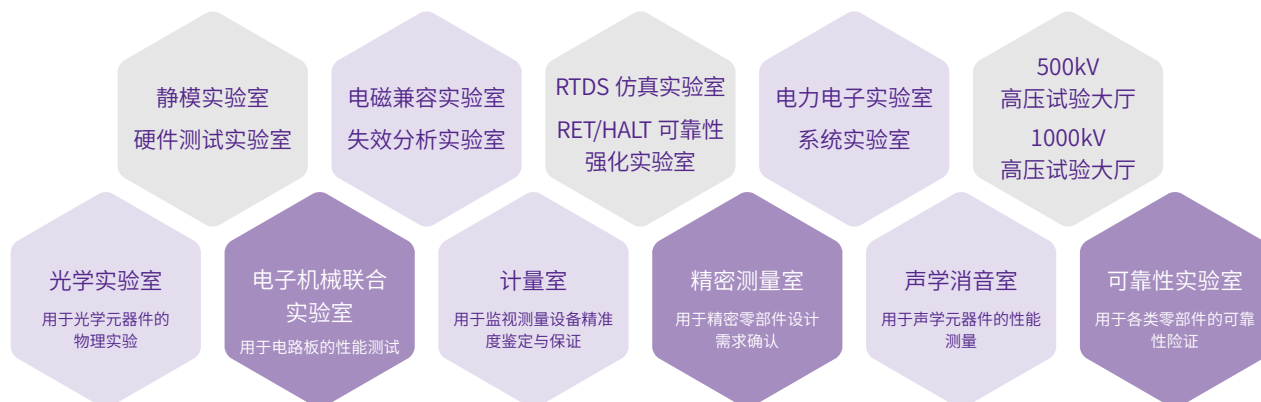 静模实验室
硬件测试实验室
电磁兼容实验室
失效分析实验室
RTDS 仿真实验室
RET/HALT 可靠性
强化实验室
电力电子实验室
系统实验室
500kV
高压试验大厅
1000kV
高压试验大厅
光学实验室
用于光学元器件的
物理实验
电子机械联合
实验室
用于电路板的性能测试
计量室
用于监视测量设备精准
度鉴定与保证
精密测量室
用于精密零部件设计
需求确认
声学消音室
用于声学元器件的性能
测量
可靠性实验室
用于各类零部件的可靠
性险证